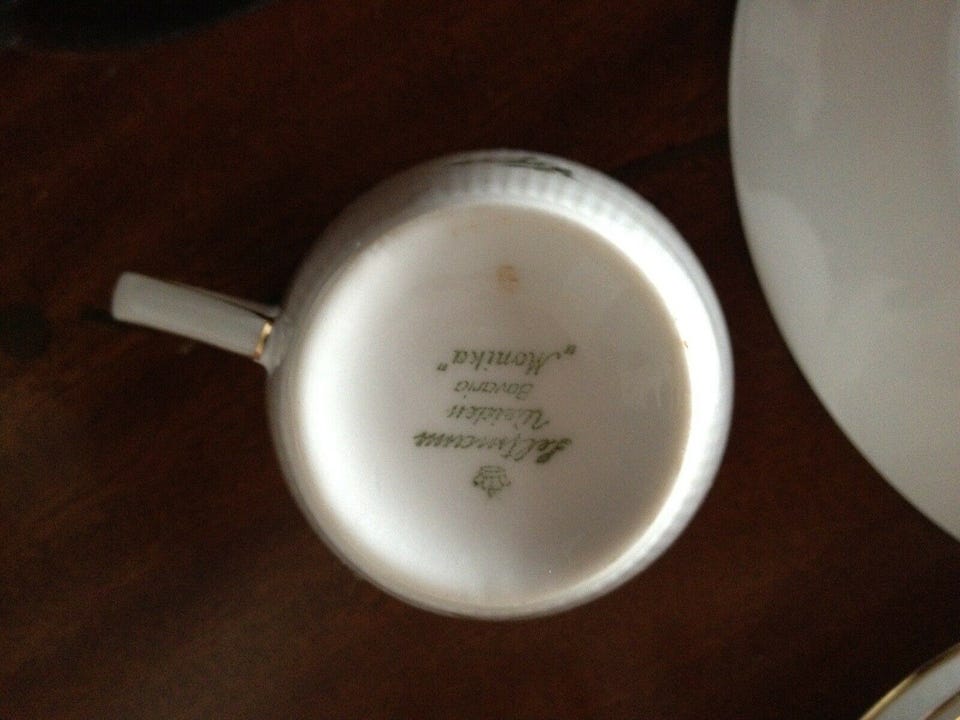 Seltmann
Weiden
Bavaria
"Monika"